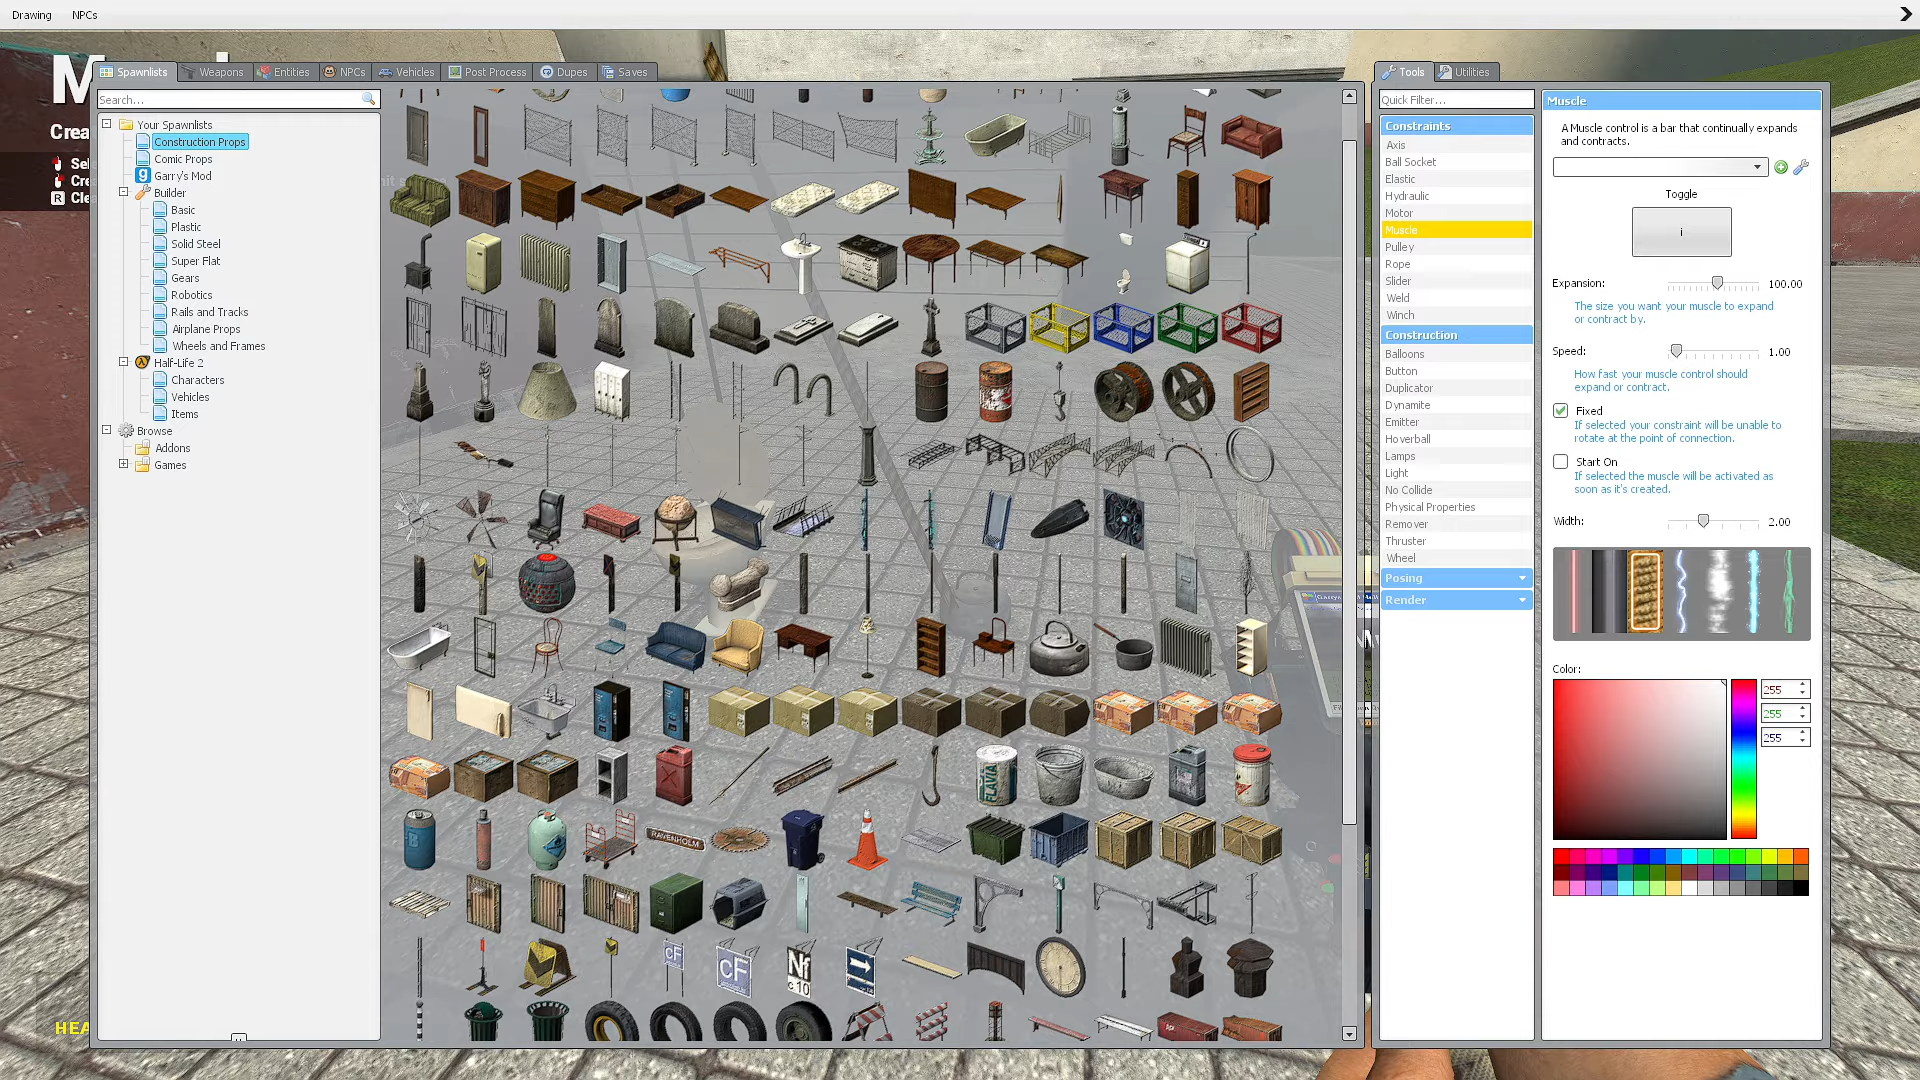 Drawing NPCs
M
Crea
Sel
Cre
R Cle
HEA
Spawnlists Weapons Entities NPCs Vehicles Post Process Dupes Saves
Search...
Your Spawnlists
Construction Props
Comic Props
g Garry's Mod
Builder
Basic
Plastic
Solid Steel
Super Flat
Gears
Robotics
Rails and Tracks
Airplane Props
Wheels and Frames
Half-Life 2
Characters
Vehicles
Items
Browse
Addons
Games
FLAVIA
RAVENHOLM
cF
cF
Nf
c 10
Tools Utilities
Quick Filter...
Constraints
Axis
Ball Socket
Elastic
Hydraulic
Motor
Muscle
Pulley
Rope
Slider
Weld
Winch
Construction
Balloons
Button
Duplicator
Dynamite
Emitter
Hoverball
Lamps
Light
No Collide
Physical Properties
Remover
Thruster
Wheel
Posing
Render
Muscle
A Muscle control is a bar that continually expands
and contracts.
Toggle
i
Expansion: 100.00
The size you want your muscle to expand
or contract by.
Speed: 1.00
How fast your muscle control should
expand or contract.
Fixed
If selected your constraint will be unable to
rotate at the point of connection.
Start On
If selected the muscle will be activated as
soon as it's created.
Width: 2.00
Color:
255
255
255